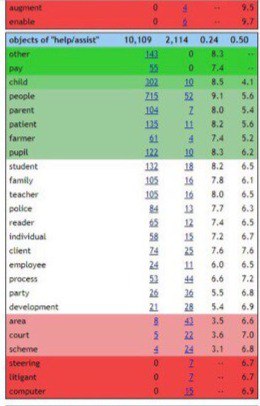 augment 0 4 -- 9.5
enable 0 6 -- 9.7
objects of "help/assist" 10,109 2,114 0.24 0.50
other 143 0 8.3 --
pay 55 0 7.4 --
child 302 10 8.5 4.1
people 715 52 9.1 5.6
parent 104 7 8.0 5.4
patient 135 11 8.2 5.6
farmer 61 4 7.4 5.2
pupil 122 10 8.3 6.2
student 132 18 8.2 6.5
family 105 16 7.8 6.1
teacher 105 16 8.0 6.5
police 84 13 7.7 6.3
reader 65 12 7.4 6.5
individual 58 15 7.2 6.7
client 74 25 7.6 7.6
employee 24 11 6.0 6.5
process 53 44 6.6 7.2
party 26 36 5.5 6.8
development 21 28 5.4 6.9
area 8 43 3.5 6.6
court 5 22 3.6 7.0
scheme 4 24 3.1 6.8
steering 0 7 -- 6.7
litigant 0 7 -- 6.7
computer 0 15 -- 6.9